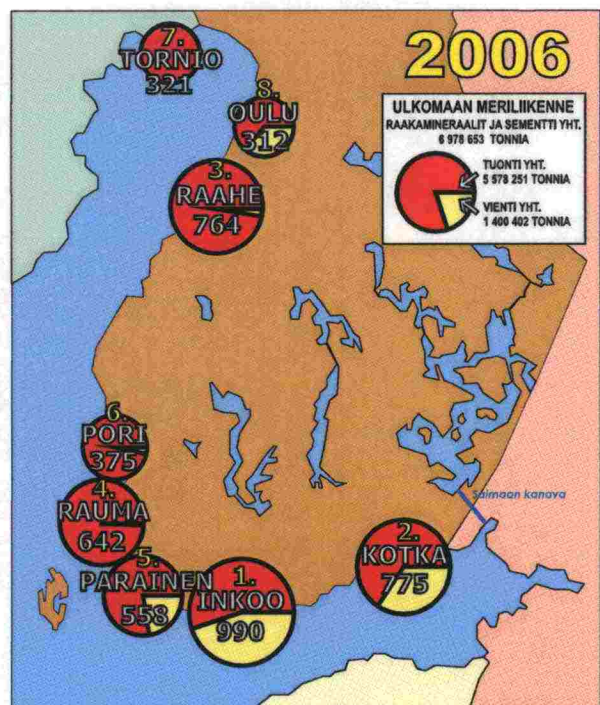 2006
ULKOMAAN MERILIIKENNE
RAAKAMINERAALIT JA SEMENTTI YHT.
6 978 653 TONNIA
TUONTI YHT.
5 578 251 TONNIA
VIENTI YHT.
1 400 402 TONNIA
7.
TORNIO
321
8.
OULU
312
3.
RAAHE
764
6.
PORI
375
4.
RAUMA
642
5.
PARAINEN
558
1.
INKOO
990
2.
KOTKA
775
Saimaan kanava